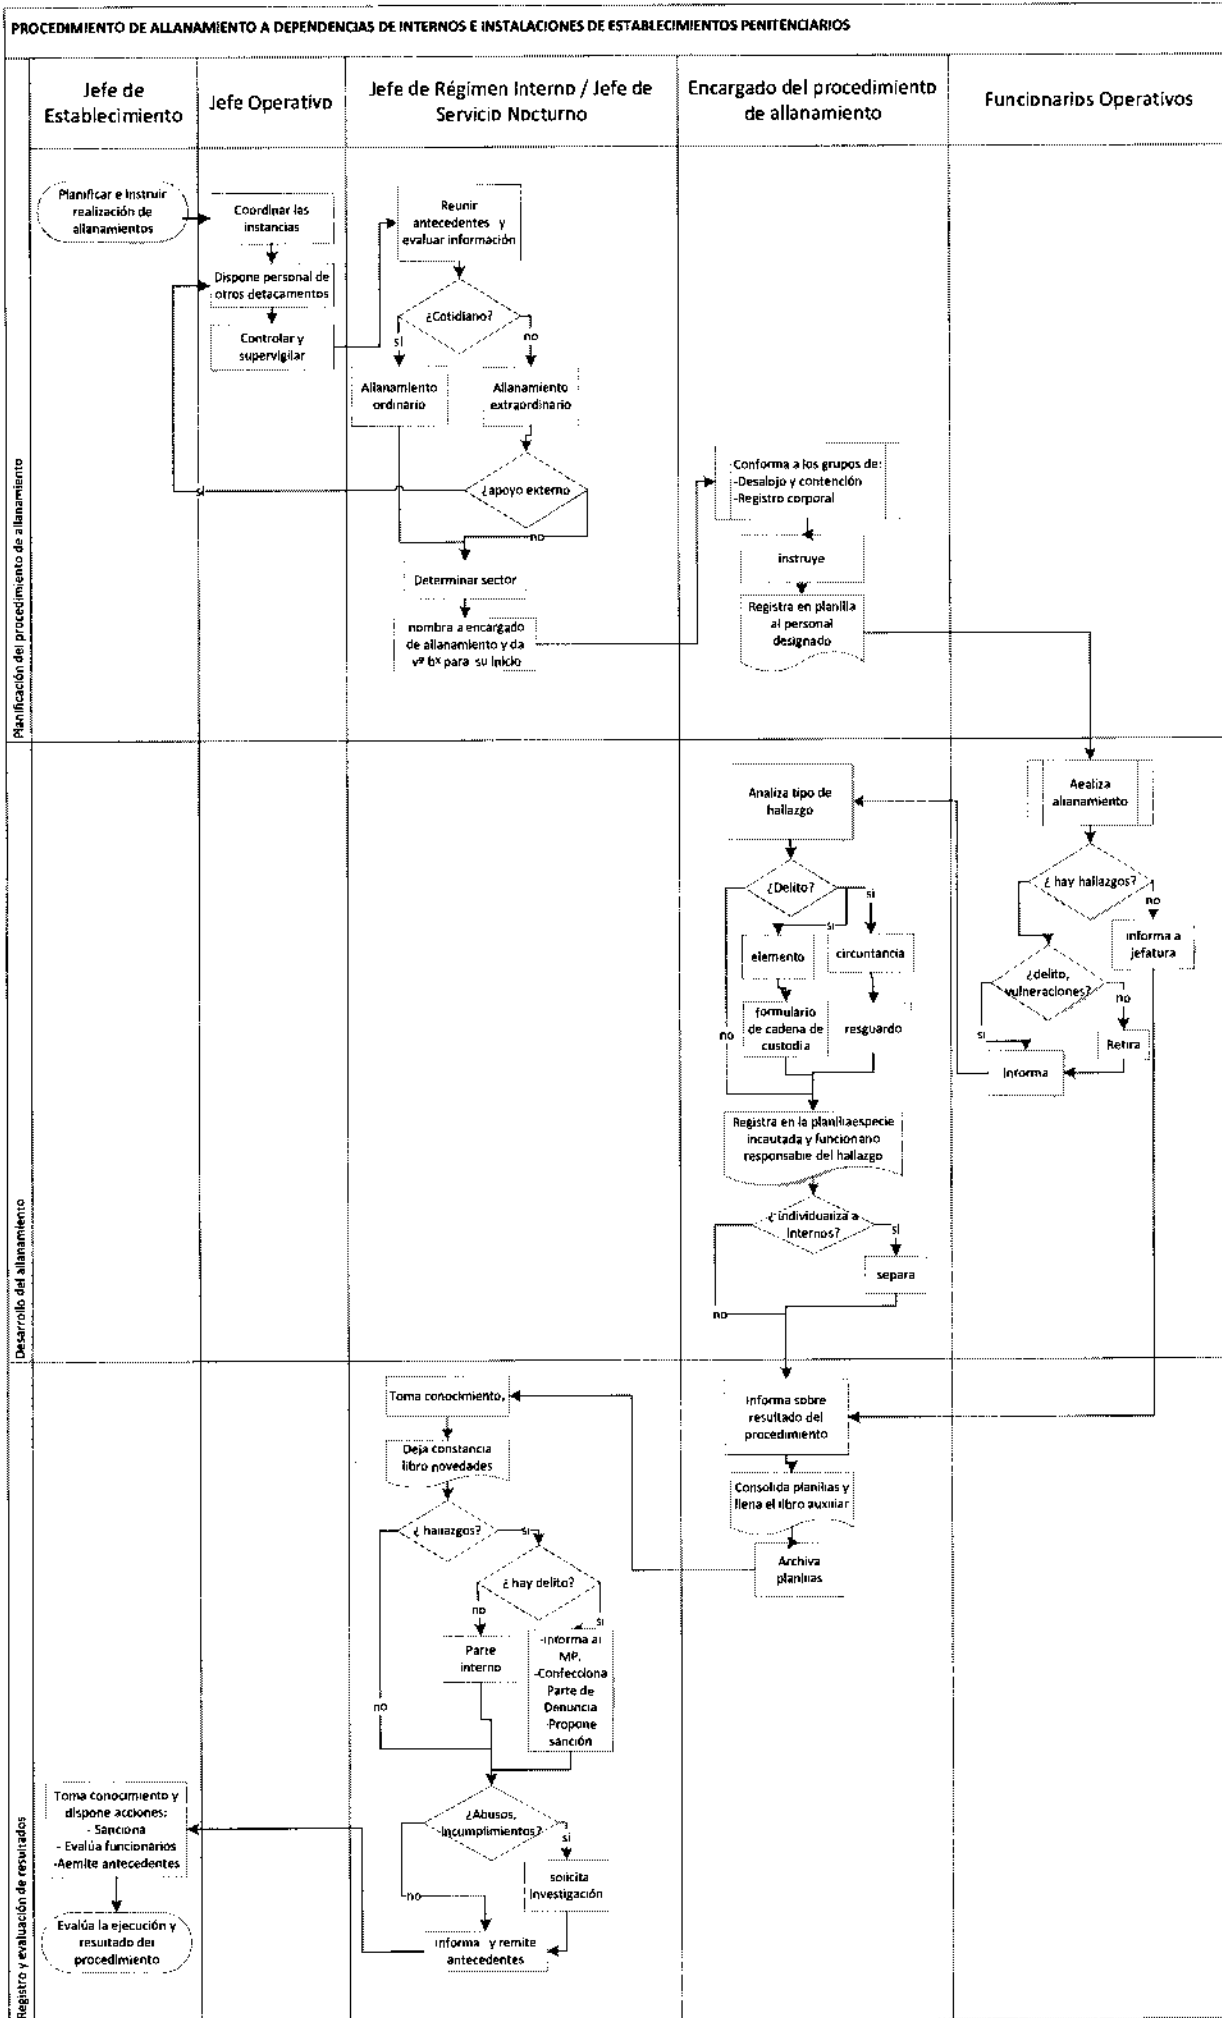 PROCEDIMIENTO DE ALLANAMIENTO A DEPENDENCIAS DE INTERNOS E INSTALACIONES DE ESTABLECIMIENTOS PENITENCIARIOS
Jefe de
Establecimiento
Jefe Operativo
Jefe de Régimen Interno / Jefe de
Servicio Nocturno
Encargado del procedimiento
de allanamiento
Funcionarios Operativos
Planificación del procedimiento de allanamiento
Planificar e instruir
realización de
allanamientos
Coordinar las
instancias
Dispone personal de
otros detacamentos
Controlar y
supervigilar
Reunir
antecedentes y
evaluar información
¿Cotidiano?
si
no
Allanamiento
ordinario
Allanamiento
extraordinario
¿apoyo externo
si
no
Determinar sector
nombra a encargado
de allanamiento y da
vº bº para su inicio
Conforma a los grupos de:
-Desalojo y contención
-Registro corporal
instruye
Registra en planilla
al personal
designado
Desarrollo del allanamiento
Aealiza
allanamiento
¿ hay hallazgos?
no
informa a
jefatura
¿delito,
vulneraciones?
si
no
Retira
Informa
Analiza tipo de
hallazgo
¿Delito?
si
si
no
elemento
circuntancia
formulario
de cadena de
custodia
resguardo
Registra en la planillaespecie
incautada y funcionario
responsable del hallazgo
¿ individualiza a
internos?
si
no
separa
Registro y evaluación de resultados
Informa sobre
resultado del
procedimiento
Consolida planillas y
llena el libro auxiliar
Archiva
planillas
Toma conocimiento,
Deja constancia
libro novedades
¿ hallazgos?
si
no
¿ hay delito?
no
si
Parte
interno
-Informa al
MP.
-Confecciona
Parte de
Denuncia
-Propone
sanción
¿Abusos,
incumplimientos?
si
no
solicita
investigación
Informa y remite
antecedentes
Toma conocimiento y
dispone acciones:
- Sanciona
- Evalúa funcionarios
-Aemite antecedentes
Evalúa la ejecución y
resultado del
procedimiento